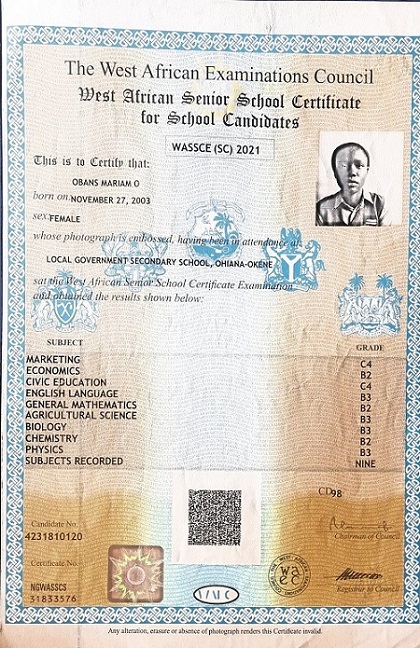 The West African Examinations Council
West African Senior School Certificate
for School Candidates
WASSCE (SC) 2021
This is to Certify that:
OBANS MARIAM O
born on NOVEMBER 27, 2003
sex FEMALE
whose photograph is embossed, having been in attendance at
LOCAL GOVERNMENT SECONDARY SCHOOL, OHIANA-OKENE
sat the West African Senior School Certificate Examination
and obtained the results shown below:
SUBJECT GRADE
MARKETING C4
ECONOMICS B2
CIVIC EDUCATION C4
ENGLISH LANGUAGE B3
GENERAL MATHEMATICS B2
AGRICULTURAL SCIENCE B3
BIOLOGY B3
CHEMISTRY B2
PHYSICS B3
SUBJECTS RECORDED NINE
CD98
Candidate No.
4231810120
Chairman of Council
Certificate No.
NGWASSCS
31833576
Registrar to Council
Any alteration, erasure or absence of photograph renders this Certificate invalid.